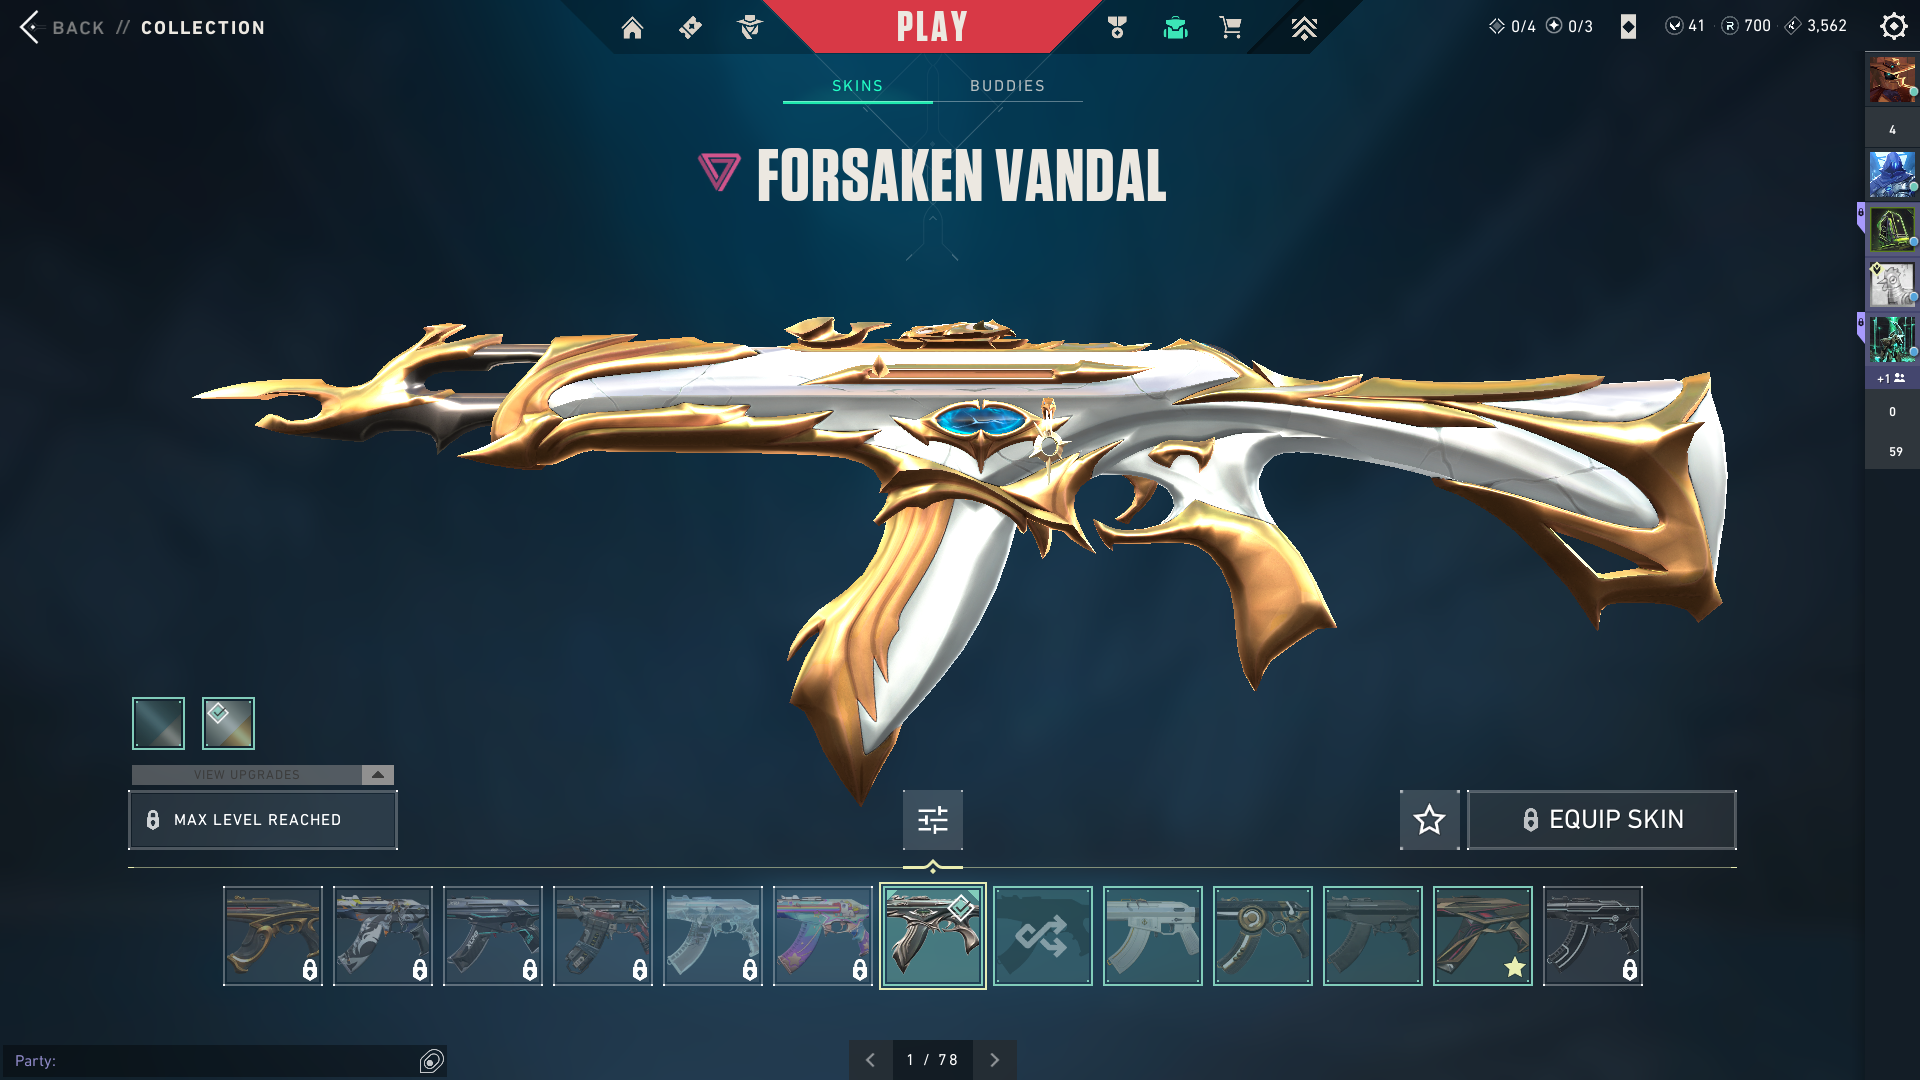 BACK // COLLECTION
PLAY
0/4
0/3
41
700
3,562
SKINS
BUDDIES
FORSAKEN VANDAL
4
+1
0
59
VIEW UPGRADES
MAX LEVEL REACHED
EQUIP SKIN
Party:
1 / 78